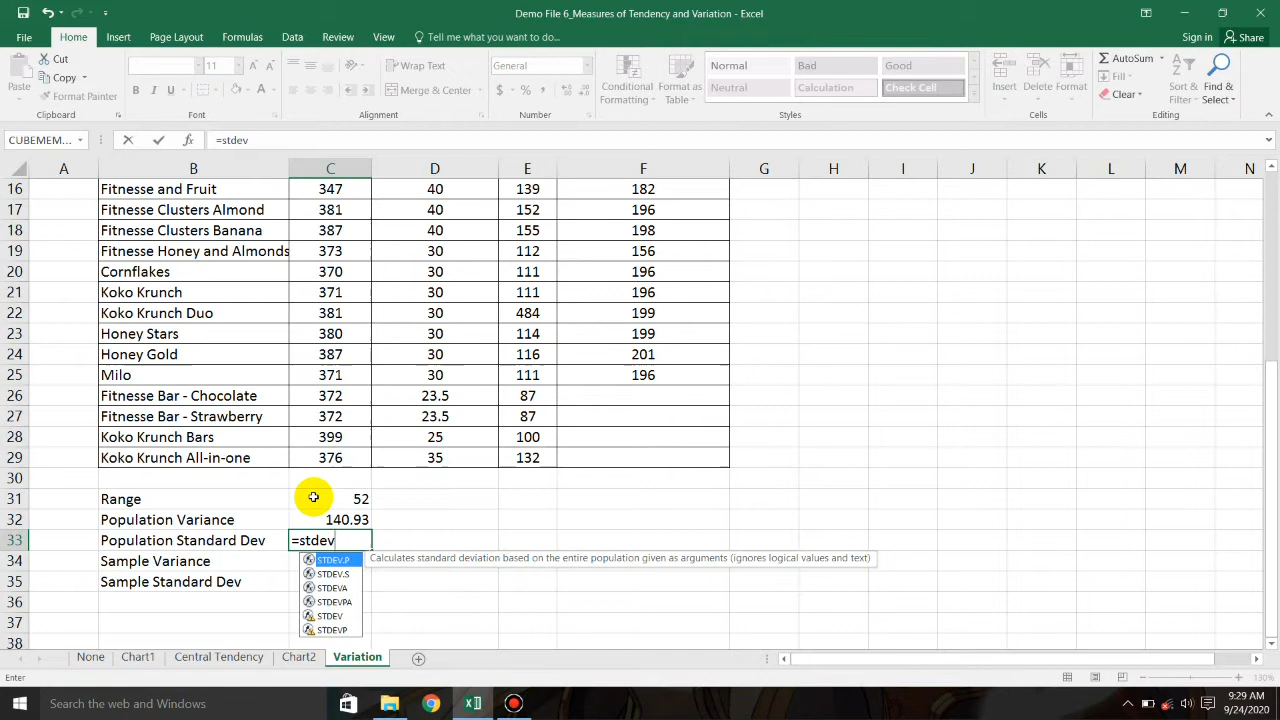 Demo File 6_Measures of Tendency and Variation - Excel
File Home Insert Page Layout Formulas Data Review View Tell me what you want to do... Sign in Share
Paste Cut Copy Format Painter
11
Wrap Text
Merge & Center
General
Conditional Formatting
Format as Table
Normal Bad Good
Neutral Calculation Check Cell
Insert Delete Format
AutoSum
Fill
Clear
Sort & Filter
Find & Select
Clipboard Font Alignment Number Styles Cells Editing
CUBEMEM... =stdev
A B C D E F G H I J K L M N
16 Fitnesse and Fruit 347 40 139 182
17 Fitnesse Clusters Almond 381 40 152 196
18 Fitnesse Clusters Banana 387 40 155 198
19 Fitnesse Honey and Almonds 373 30 112 156
20 Cornflakes 370 30 111 196
21 Koko Krunch 371 30 111 196
22 Koko Krunch Duo 381 30 484 199
23 Honey Stars 380 30 114 199
24 Honey Gold 387 30 116 201
25 Milo 371 30 111 196
26 Fitnesse Bar - Chocolate 372 23.5 87
27 Fitnesse Bar - Strawberry 372 23.5 87
28 Koko Krunch Bars 399 25 100
29 Koko Krunch All-in-one 376 35 132
30
31 Range 52
32 Population Variance 140.93
33 Population Standard Dev =stdev
STDEV.P Calculates standard deviation based on the entire population given as arguments (ignores logical values and text)
34 Sample Variance
STDEV.S
35 Sample Standard Dev
STDEVA
36
STDEVPA
37
STDEV
STDEVP
38
None Chart1 Central Tendency Chart2 Variation
Enter 130%
Search the web and Windows
9:29 AM
9/24/2020